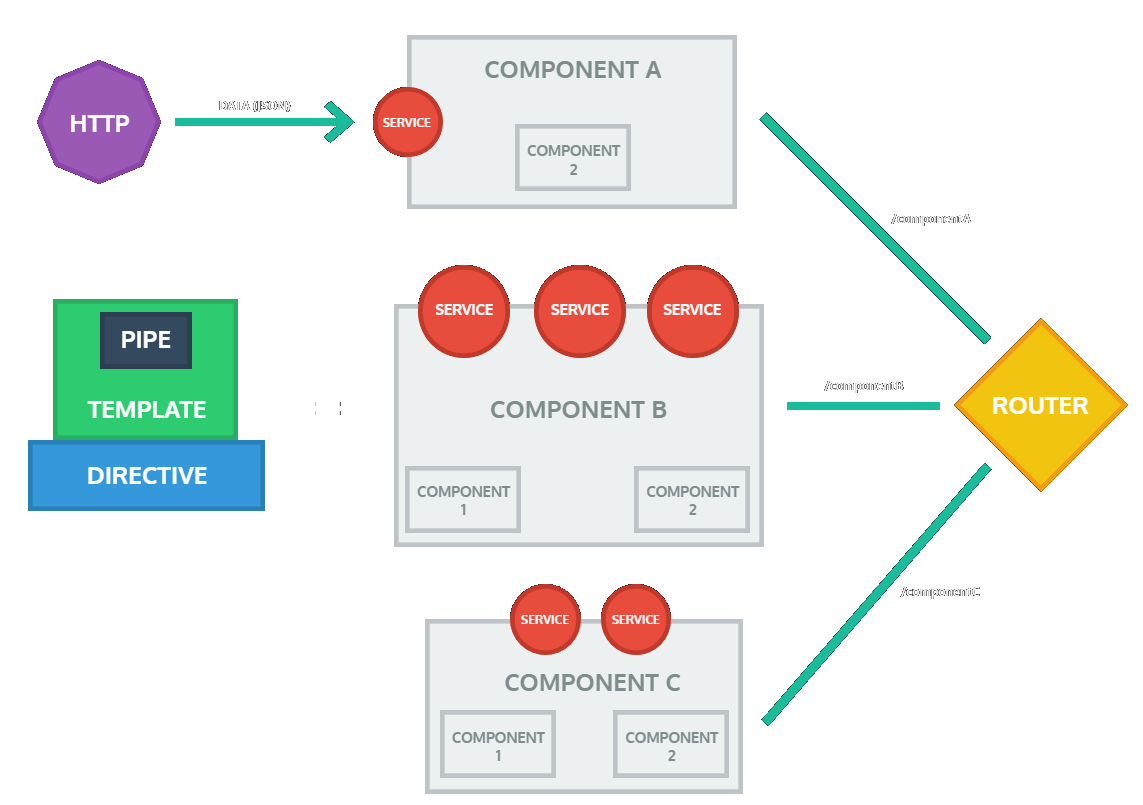 COMPONENT A
HTTP
DATA (JSON)
SERVICE
COMPONENT
2
/componentA
SERVICE
SERVICE
SERVICE
PIPE
TEMPLATE
COMPONENT B
/componentB
ROUTER
DIRECTIVE
COMPONENT
1
COMPONENT
2
/componentC
SERVICE
SERVICE
COMPONENT C
COMPONENT
1
COMPONENT
2